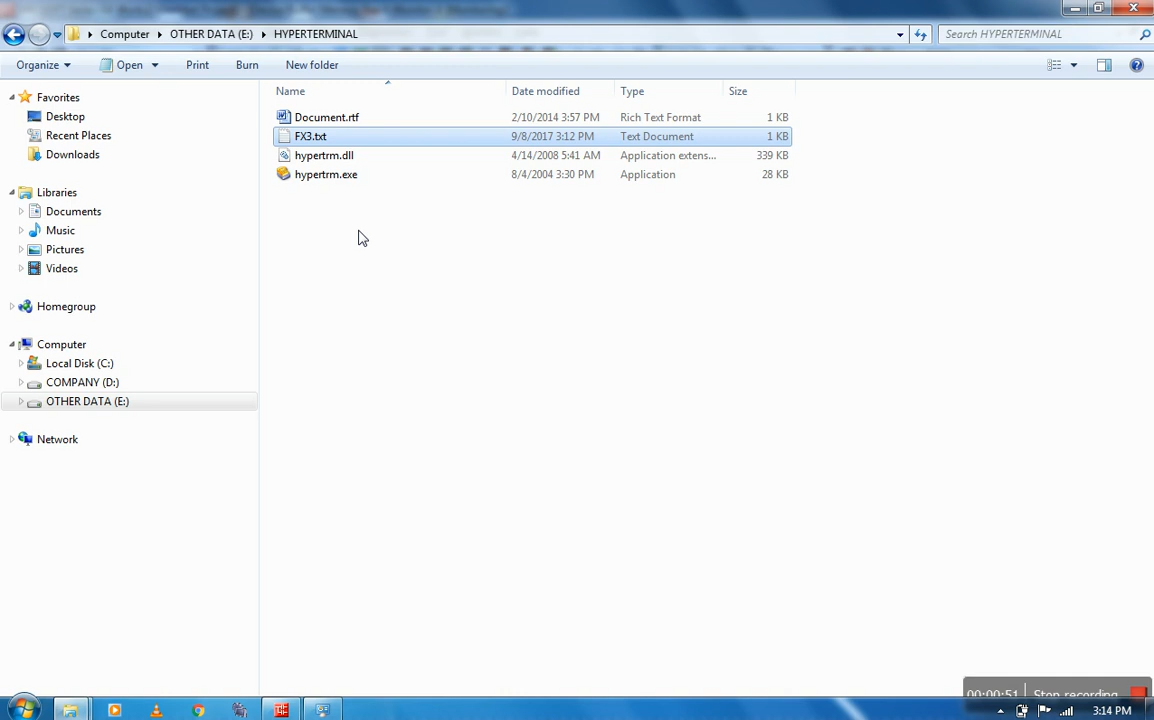 Computer OTHER DATA (E:) HYPERTERMINAL Search HYPERTERMINAL
Organize Open Print Burn New folder
Name Date modified Type Size
Document.rtf 2/10/2014 3:57 PM Rich Text Format 1 KB
FX3.txt 9/8/2017 3:12 PM Text Document 1 KB
hypertrm.dll 4/14/2008 5:41 AM Application extens... 339 KB
hypertrm.exe 8/4/2004 3:30 PM Application 28 KB
Favorites
Desktop
Recent Places
Downloads
Libraries
Documents
Music
Pictures
Videos
Homegroup
Computer
Local Disk (C:)
COMPANY (D:)
OTHER DATA (E:)
Network
00:00:51 Stop recording
3:14 PM